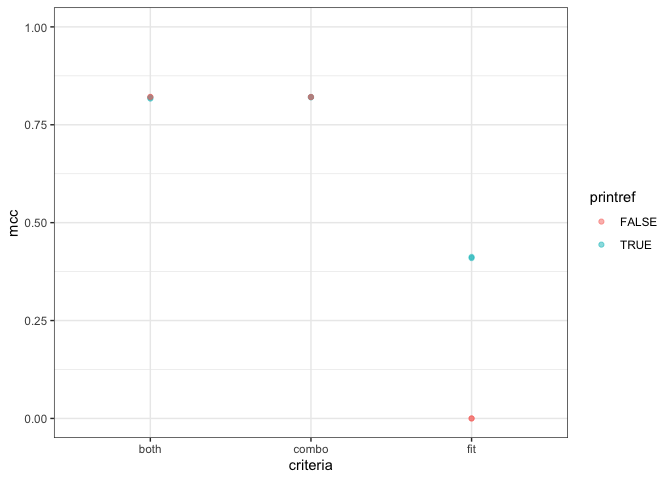 1.00
0.75
0.50
0.25
0.00
mcc
both combo fit
criteria
printref
FALSE
TRUE